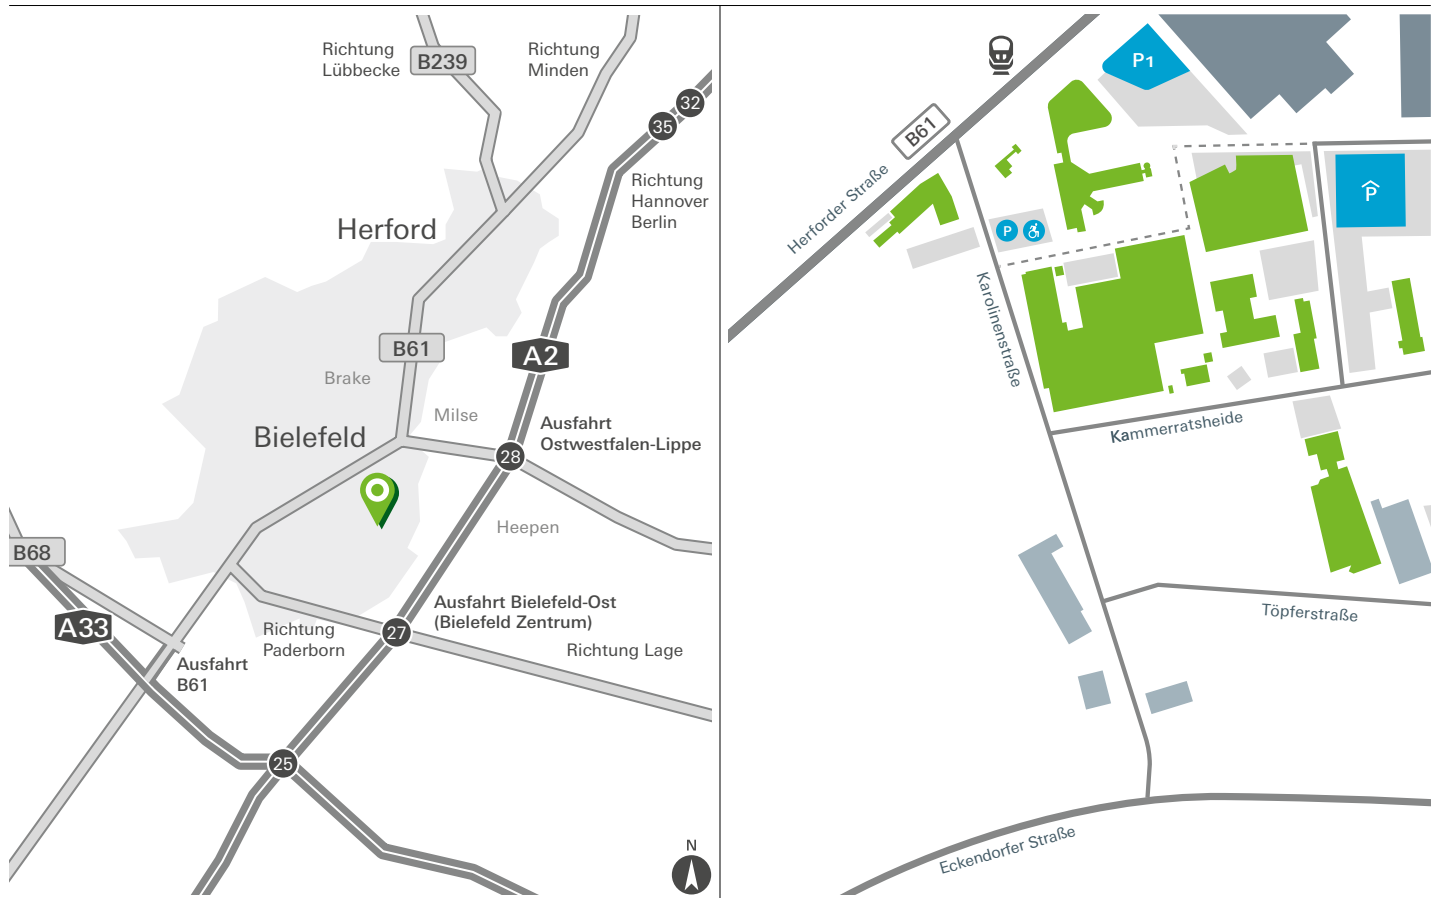 Richtung
Lübbecke
B239
Richtung
Minden
32
35
Richtung
Hannover
Berlin
Herford
B61
A2
Brake
Milse
Ausfahrt
Ostwestfalen-Lippe
Bielefeld
28
Heepen
B68
A33
Ausfahrt Bielefeld-Ost
(Bielefeld Zentrum)
27
Richtung
Paderborn
Richtung Lage
Ausfahrt
B61
25
N
P1
B61
Herforder Straße
P
P
Karolinenstraße
Kammerratsheide
Töpferstraße
Eckendorfer Straße